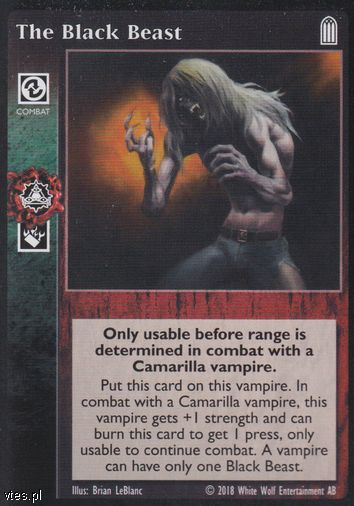 The Black Beast
COMBAT
Only usable before range is
determined in combat with a
Camarilla vampire.
Put this card on this vampire. In
combat with a Camarilla vampire, this
vampire gets +1 strength and can
burn this card to get 1 press, only
usable to continue combat. A vampire
can have only one Black Beast.
Illus: Brian LeBlanc © 2018 White Wolf Entertainment AB
vtes.pl